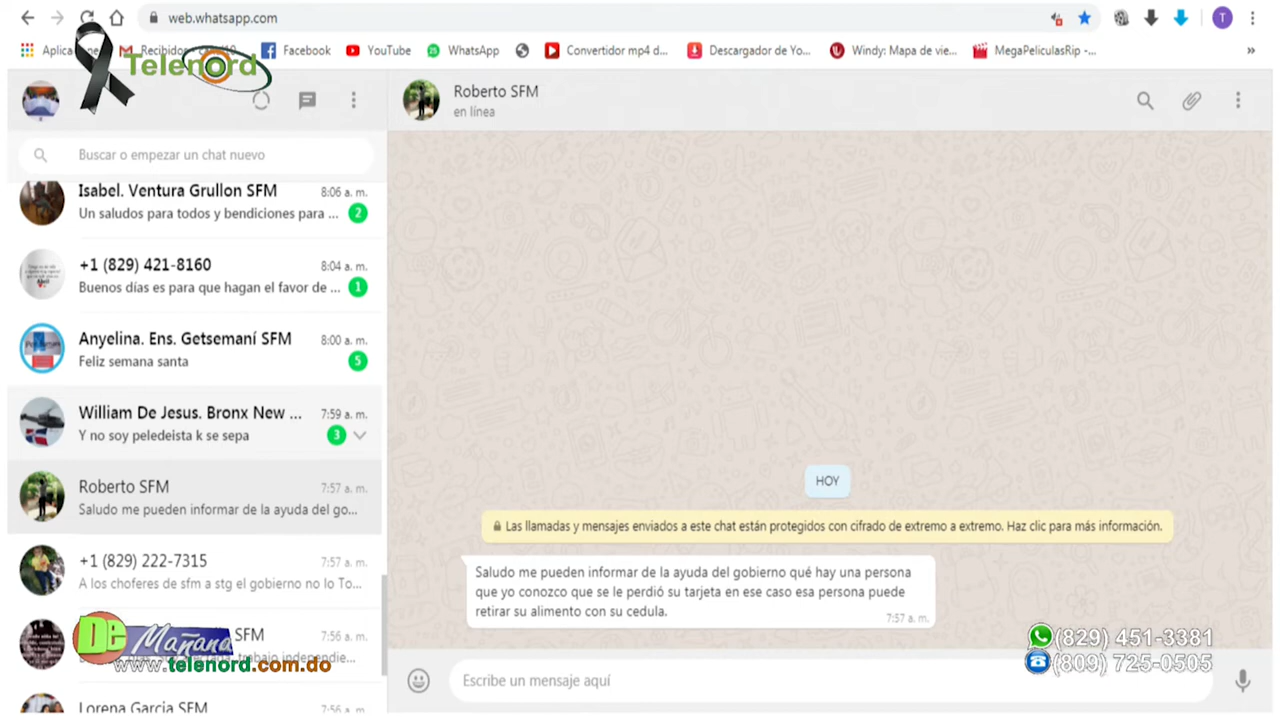 web.whatsapp.com
T
Recibidos
Facebook
YouTube
25
WhatsApp
Convertidor mp4 d...
Descargador de Yo...
Windy: Mapa de vie...
MegaPeliculasRip -...
»
Telenord
Roberto SFM
en línea
Buscar o empezar un chat nuevo
Isabel. Ventura Grullon SFM
8:06 a. m.
Un saludos para todos y bendiciones para ...
2
+1 (829) 421-8160
8:04 a. m.
Buenos días es para que hagan el favor de ...
1
Anyelina. Ens. Getsemaní SFM
8:00 a. m.
Feliz semana santa
5
William De Jesus. Bronx New ...
7:59 a. m.
Y no soy peledeista k se sepa
3
Roberto SFM
7:57 a. m.
Saludo me pueden informar de la ayuda del go...
+1 (829) 222-7315
7:57 a. m.
A los choferes de sfm a stg el gobierno no lo To...
SFM
7:56 a. m.
trabajo independie...
Lorena Garcia SFM
7:56 a. m.
De Mañana
www.telenord.com.do
HOY
Las llamadas y mensajes enviados a este chat están protegidos con cifrado de extremo a extremo. Haz clic para más información.
Saludo me pueden informar de la ayuda del gobierno qué hay una persona
que yo conozco que se le perdió su tarjeta en ese caso esa persona puede
retirar su alimento con su cedula.
7:57 a. m.
(829) 451-3381
(809) 725-0505
Escribe un mensaje aquí